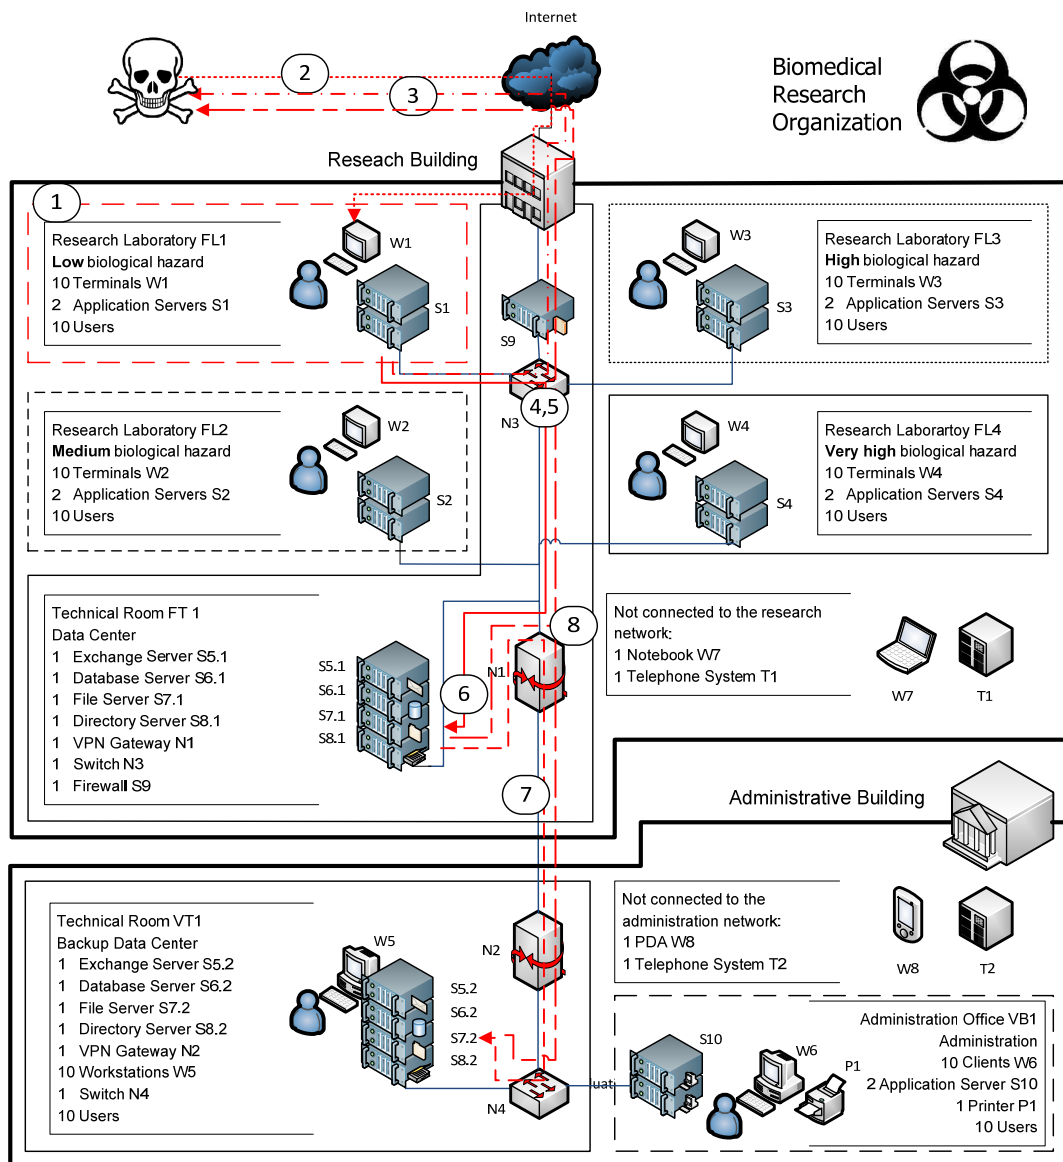 Internet
2
3
Biomedical
Research
Organization
Reseach Building
1
Research Laboratory FL1
Low biological hazard
10 Terminals W1
2 Application Servers S1
10 Users
W1
S1
S9
W3
S3
Research Laboratory FL3
High biological hazard
10 Terminals W3
2 Application Servers S3
10 Users
4,5
N3
Research Laboratory FL2
Medium biological hazard
10 Terminals W2
2 Application Servers S2
10 Users
W2
S2
W4
S4
Research Laborartoy FL4
Very high biological hazard
10 Terminals W4
2 Application Servers S4
10 Users
Technical Room FT 1
Data Center
1 Exchange Server S5.1
1 Database Server S6.1
1 File Server S7.1
1 Directory Server S8.1
1 VPN Gateway N1
1 Switch N3
1 Firewall S9
S5.1
S6.1
S7.1
S8.1
6
8
N1
7
Not connected to the research
network:
1 Notebook W7
1 Telephone System T1
W7
T1
Administrative Building
Technical Room VT1
Backup Data Center
1 Exchange Server S5.2
1 Database Server S6.2
1 File Server S7.2
1 Directory Server S8.2
1 VPN Gateway N2
10 Workstations W5
1 Switch N4
10 Users
W5
S5.2
S6.2
S7.2
S8.2
N2
N4
Not connected to the
administration network:
1 PDA W8
1 Telephone System T2
W8
T2
uat
S10
W6
P1
Administration Office VB1
Administration
10 Clients W6
2 Application Server S10
1 Printer P1
10 Users